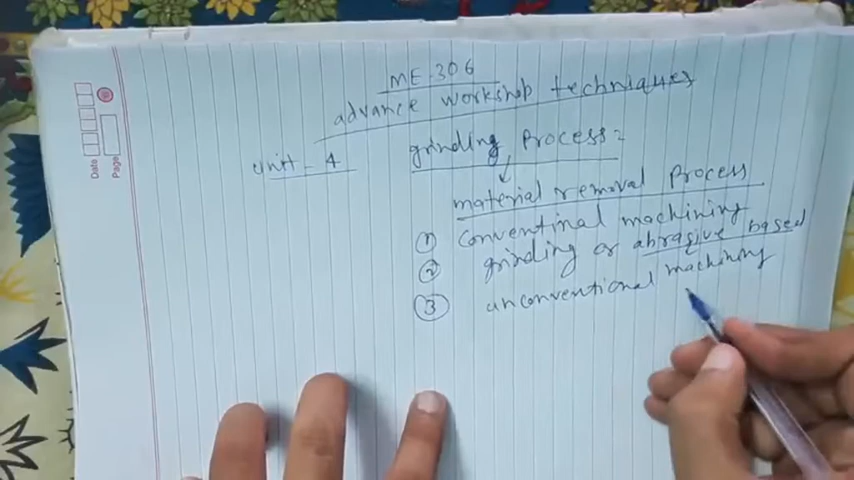 ME-306
advance workshop techniques
unit - 4
grinding Process =
material removal Process
① conventinal machining
② grinding or abrasive based
③ unconventional machining
Date
Page